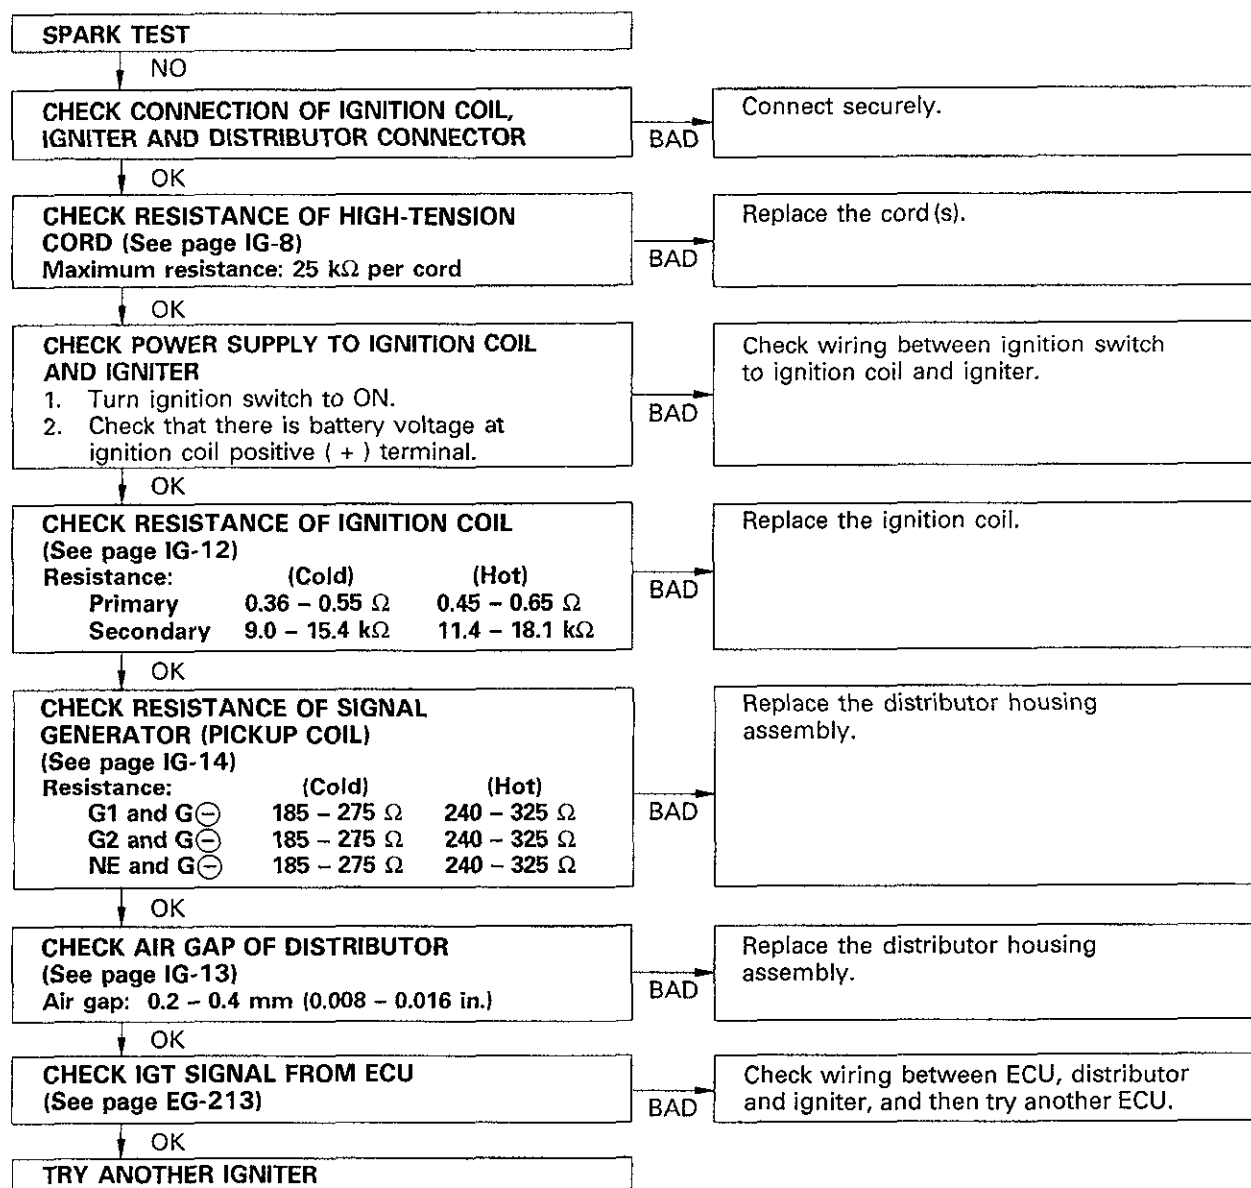 SPARK TEST
NO
CHECK CONNECTION OF IGNITION COIL,
IGNITER AND DISTRIBUTOR CONNECTOR
BAD
Connect securely.
OK
CHECK RESISTANCE OF HIGH-TENSION
CORD (See page IG-8)
Maximum resistance: 25 kΩ per cord
BAD
Replace the cord(s).
OK
CHECK POWER SUPPLY TO IGNITION COIL
AND IGNITER
1. Turn ignition switch to ON.
2. Check that there is battery voltage at
ignition coil positive ( + ) terminal.
BAD
Check wiring between ignition switch
to ignition coil and igniter.
OK
CHECK RESISTANCE OF IGNITION COIL
(See page IG-12)
Resistance: (Cold) (Hot)
Primary 0.36 – 0.55 Ω 0.45 – 0.65 Ω
Secondary 9.0 – 15.4 kΩ 11.4 – 18.1 kΩ
BAD
Replace the ignition coil.
OK
CHECK RESISTANCE OF SIGNAL
GENERATOR (PICKUP COIL)
(See page IG-14)
Resistance: (Cold) (Hot)
G1 and G⊖ 185 – 275 Ω 240 – 325 Ω
G2 and G⊖ 185 – 275 Ω 240 – 325 Ω
NE and G⊖ 185 – 275 Ω 240 – 325 Ω
BAD
Replace the distributor housing
assembly.
OK
CHECK AIR GAP OF DISTRIBUTOR
(See page IG-13)
Air gap: 0.2 – 0.4 mm (0.008 – 0.016 in.)
BAD
Replace the distributor housing
assembly.
OK
CHECK IGT SIGNAL FROM ECU
(See page EG-213)
BAD
Check wiring between ECU, distributor
and igniter, and then try another ECU.
OK
TRY ANOTHER IGNITER